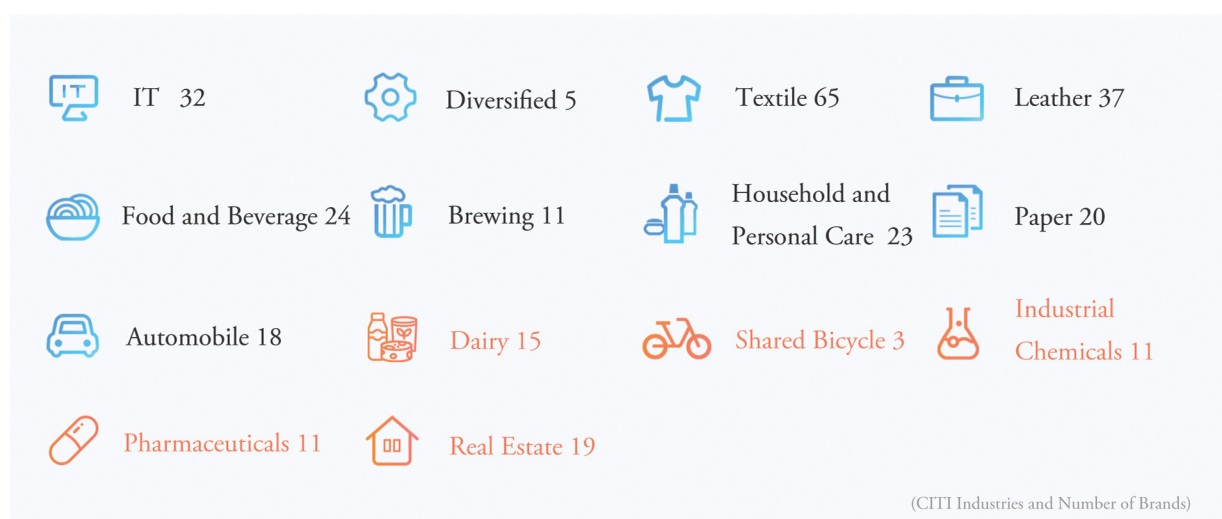 IT
IT 32
Diversified 5
Textile 65
Leather 37
Food and Beverage 24
Brewing 11
Household and
Personal Care 23
Paper 20
Automobile 18
Dairy 15
Shared Bicycle 3
Industrial
Chemicals 11
Pharmaceuticals 11
Real Estate 19
(CITI Industries and Number of Brands)